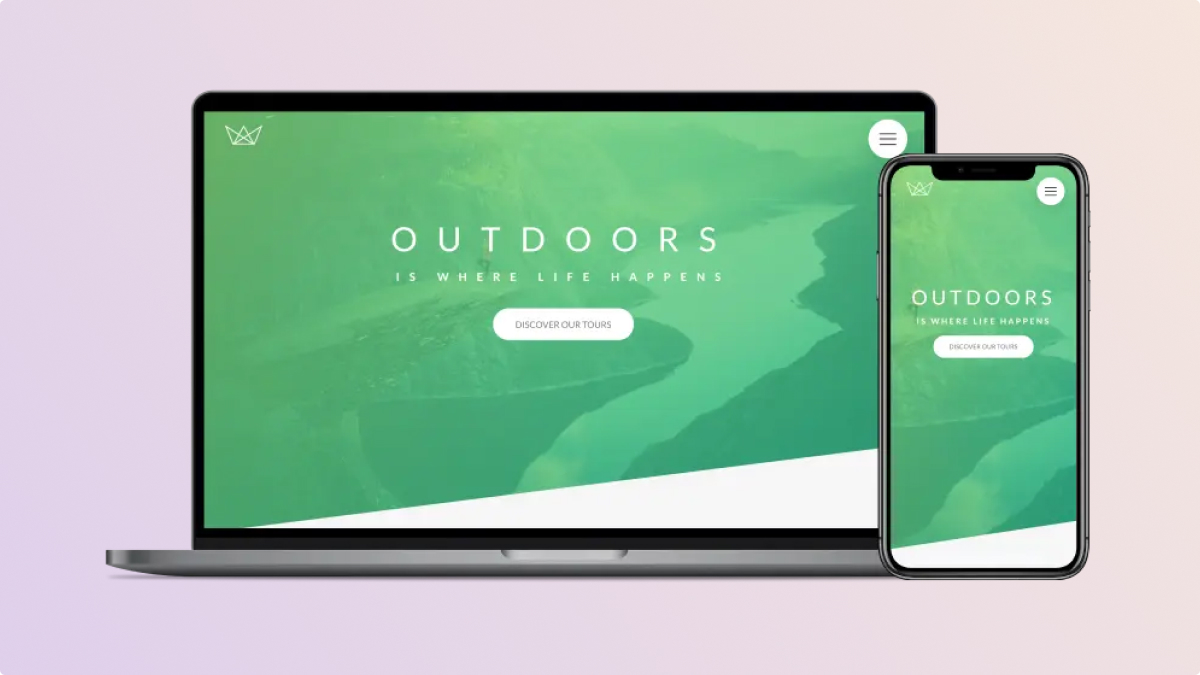 OUTDOORS
IS WHERE LIFE HAPPENS
DISCOVER OUR TOURS
OUTDOORS
IS WHERE LIFE HAPPENS
DISCOVER OUR TOURS